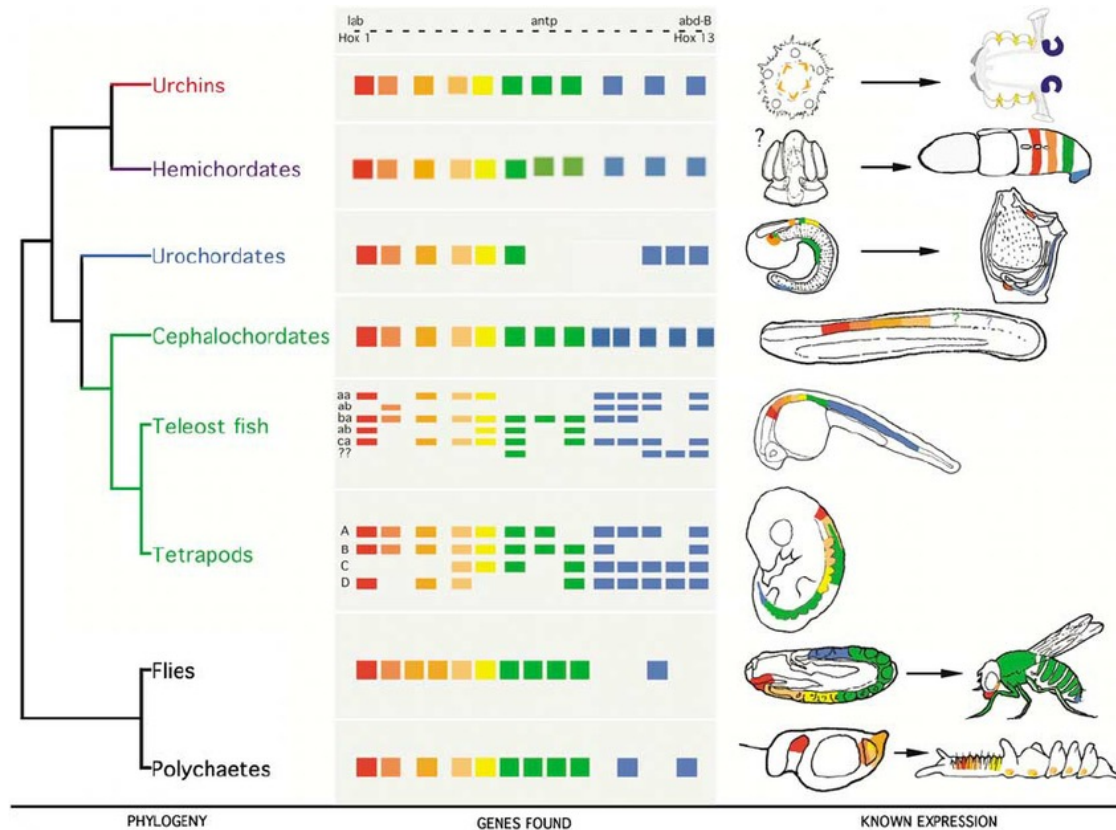 lab antp abd-B
Hox 1 Hox 13
Urchins
?
Hemichordates
Urochordates
Cephalochordates
? ?
aa
ab
ba
Teleost fish
ab
ca
??
A
B
Tetrapods
C
D
Flies
Polychaetes
PHYLOGENY GENES FOUND KNOWN EXPRESSION